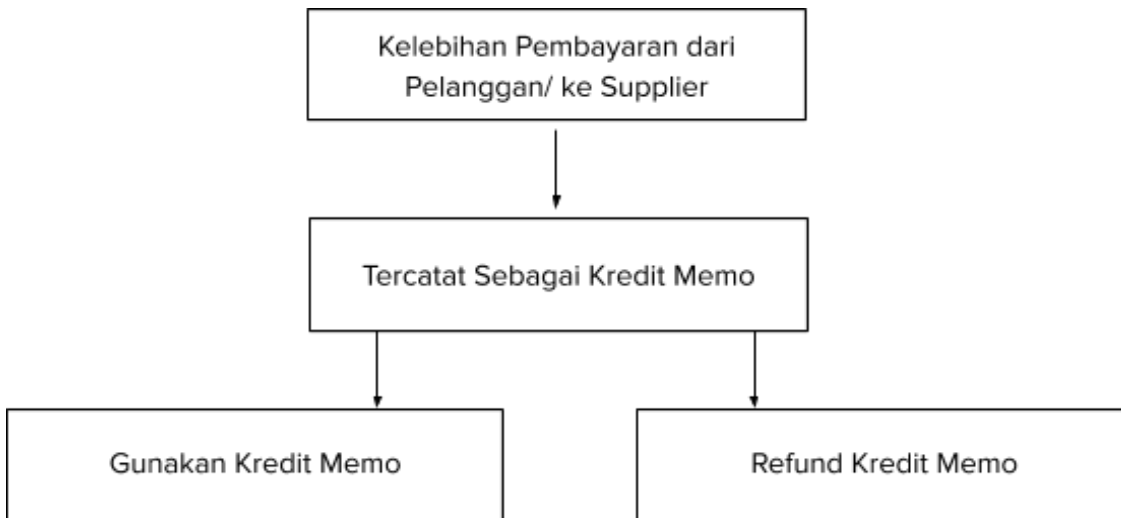 Kelebihan Pembayaran dari
Pelanggan/ ke Supplier
Tercatat Sebagai Kredit Memo
Gunakan Kredit Memo
Refund Kredit Memo